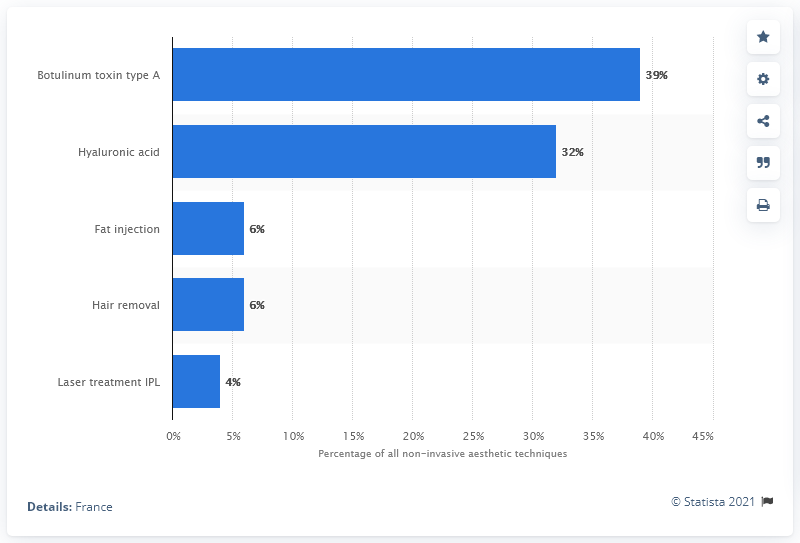 Botulinum toxin type A
39%
Hyaluronic acid
32%
Fat injection
6%
Hair removal
6%
Laser treatment IPL
4%
0% 5% 10% 15% 20% 25% 30% 35% 40% 45%
Percentage of all non-invasive aesthetic techniques
© Statista 2021
Details: France